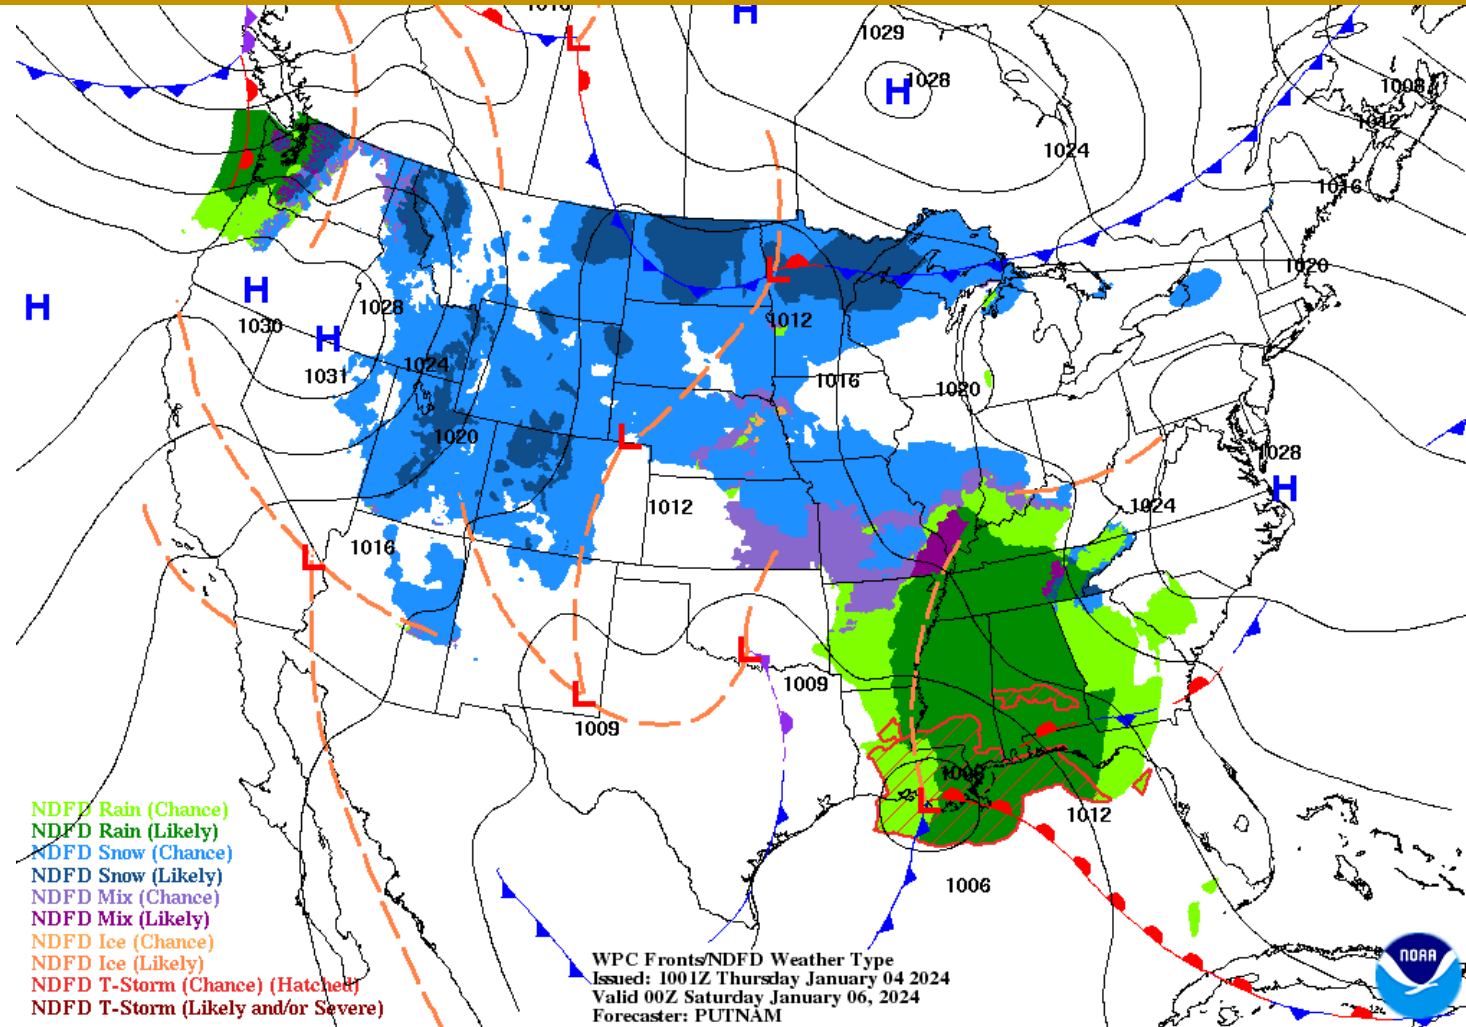 1016
H
1029
L
1028
H
1008
1012
1024
1016
1020
L
H
H
1028
1030
1012
H
1024
1031
1016
1020
1020
L
1028
H
1012
1024
1016
L
L
1009
L
1009
1008
L
1012
1006
NDFD Rain (Chance)
NDFD Rain (Likely)
NDFD Snow (Chance)
NDFD Snow (Likely)
NDFD Mix (Chance)
NDFD Mix (Likely)
NDFD Ice (Chance)
NDFD Ice (Likely)
NDFD T-Storm (Chance) (Hatched)
NDFD T-Storm (Likely and/or Severe)
WPC Fronts/NDFD Weather Type
Issued: 1001Z Thursday January 04 2024
Valid 00Z Saturday January 06, 2024
Forecaster: PUTNAM
NOAA